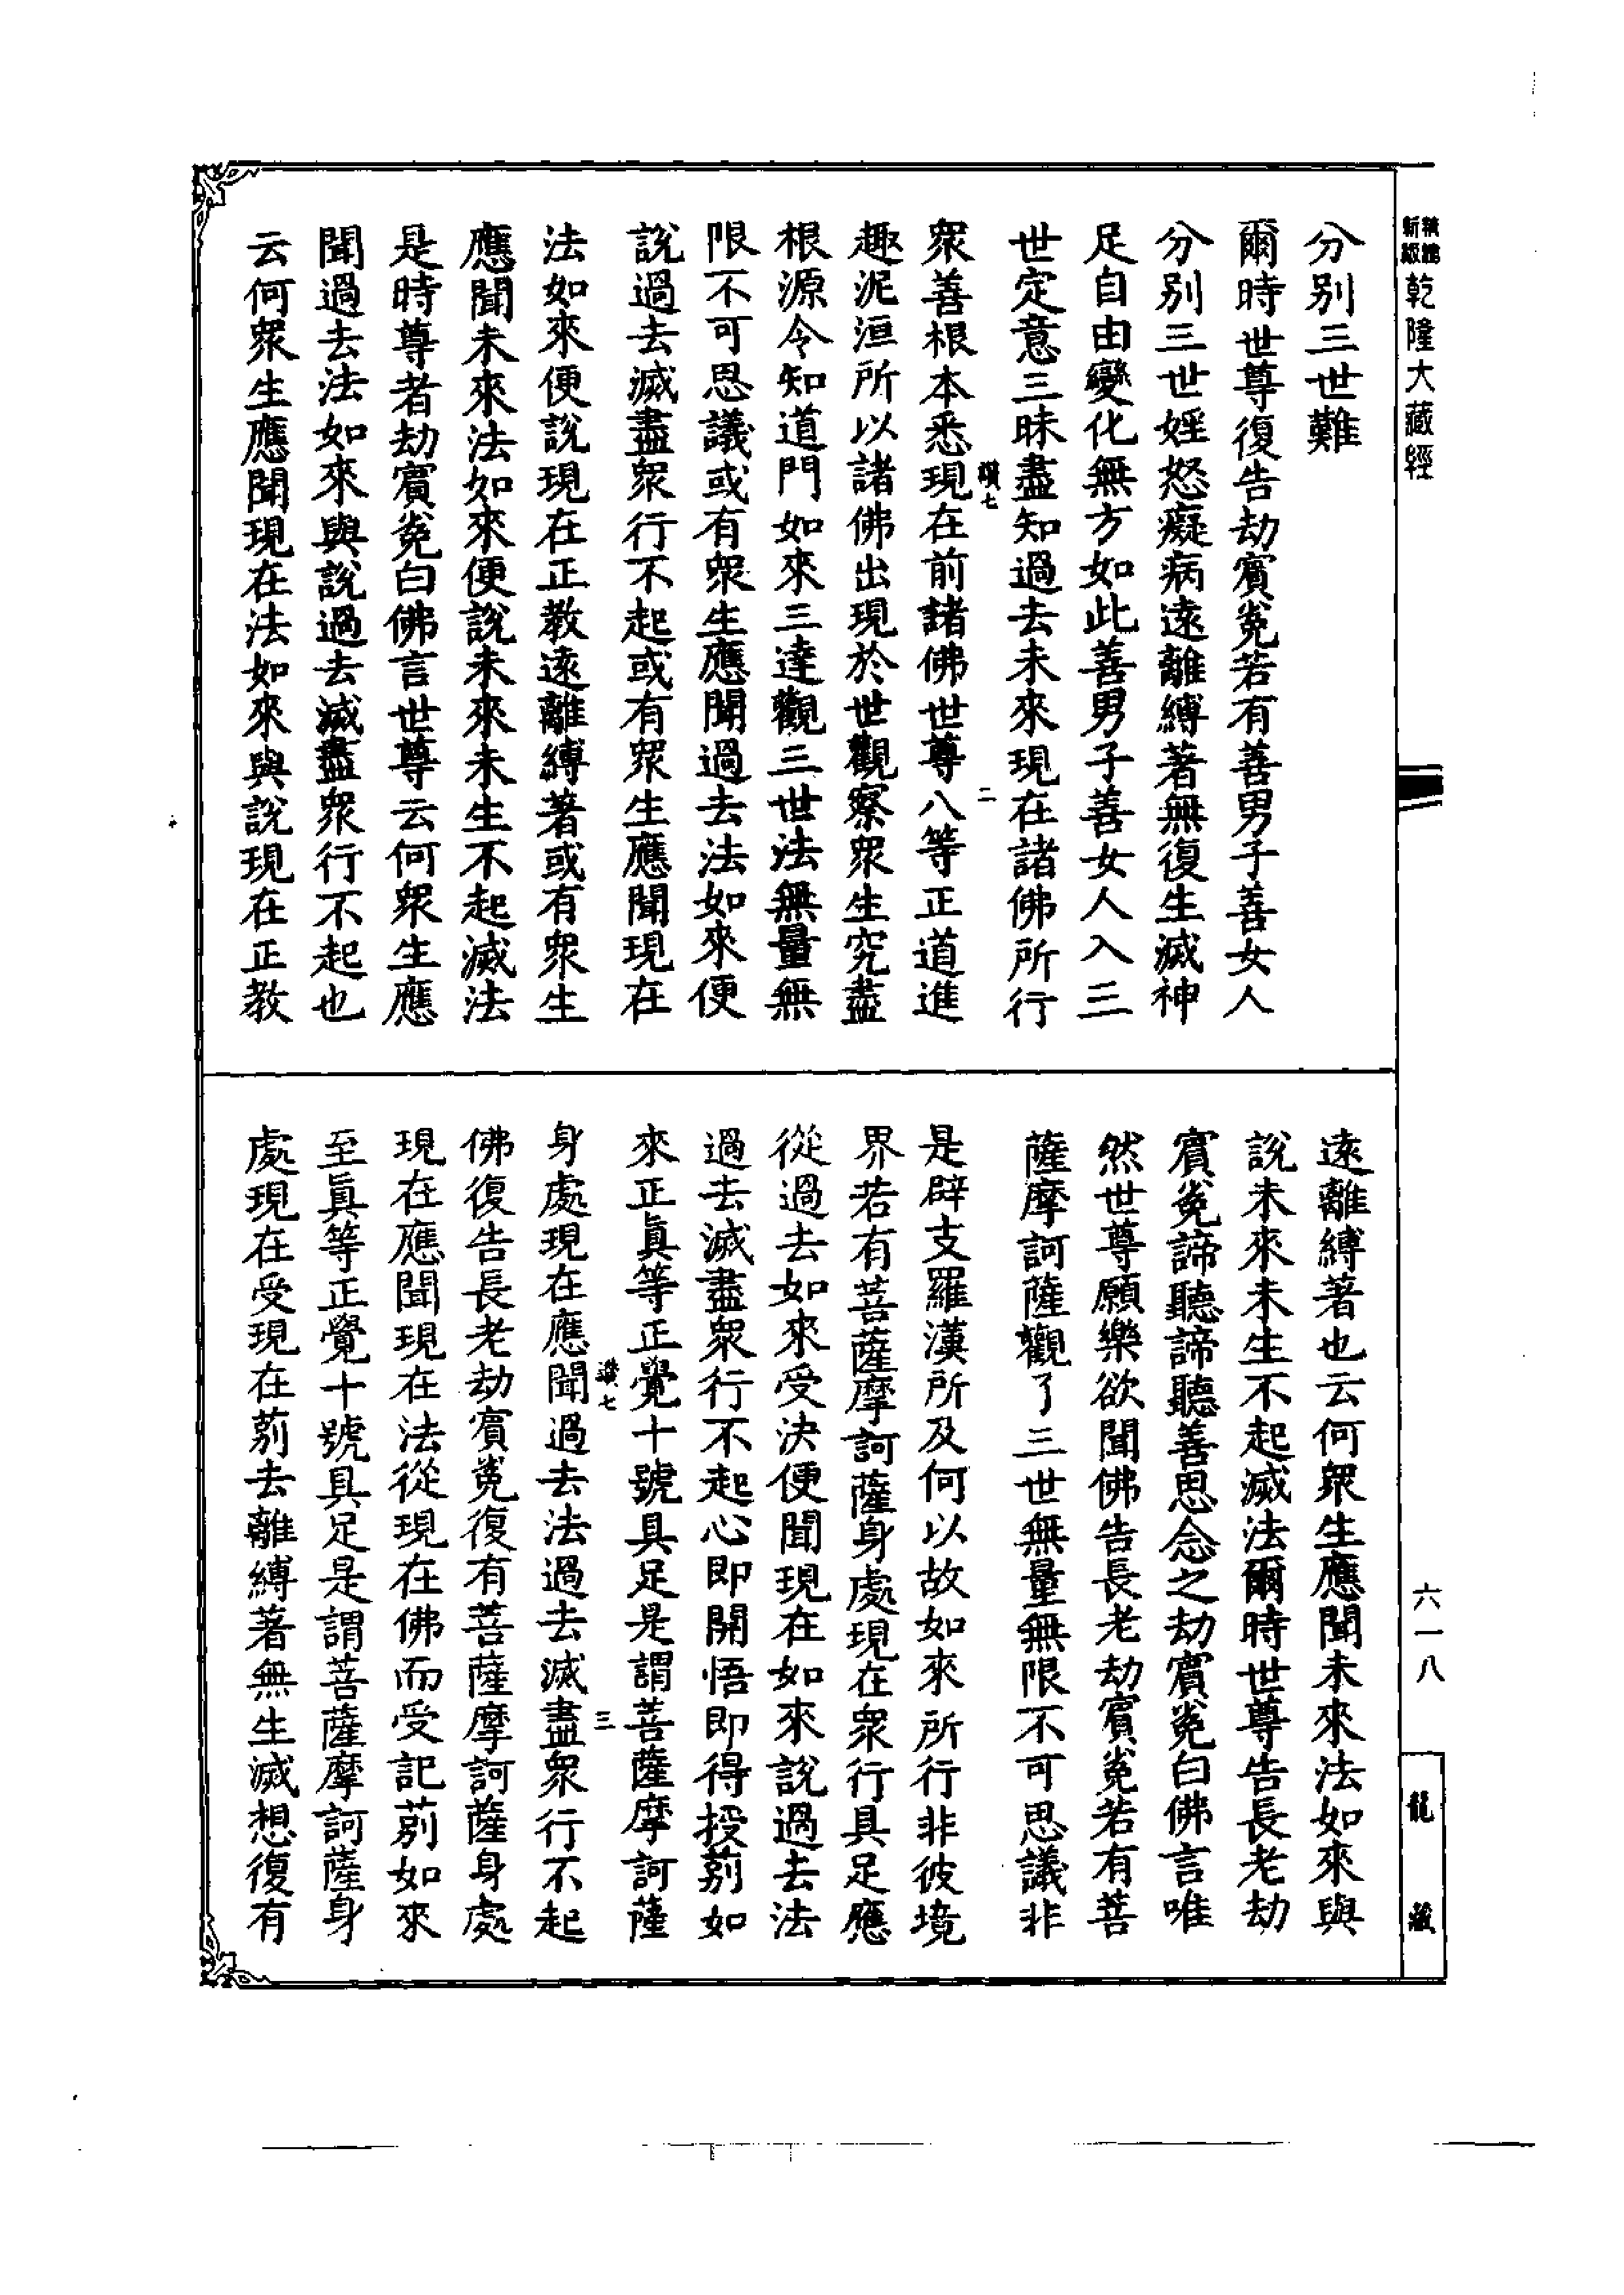 新版
精縮
乾隆大藏經
六一八
龍藏
分別三世難
爾時世尊復告劫賓㝹若有善男子善女人
分別三世婬怒癡病遠離縛著無復生滅神
足自由變化無方如此善男子善女人入三
世定意三昧盡知過去未來現在諸佛所行
七
二
衆善根本悉現在前諸佛世尊八等正道進
趣泥洹所以諸佛出現於世觀察衆生究盡
根源令知道門如來三達觀三世法無量無
限不可思議或有衆生應聞過去法如來便
說過去滅盡衆行不起或有衆生應聞現在
法如來便說現在正教遠離縛著或有衆生
應聞未來法如來便說未來未生不起滅法
是時尊者劫賓㝹白佛言世尊云何衆生應
聞過去法如來與說過去滅盡衆行不起也
云何衆生應聞現在法如來與說現在正教
遠離縛著也云何衆生應聞未來法如來與
說未來未生不起滅法爾時世尊告長老劫
賓㝹諦聽諦聽善思念之劫賓㝹白佛言唯
然世尊願樂欲聞佛告長老劫賓㝹若有菩
薩摩訶薩觀了三世無量無限不可思議非
是辟支羅漢所及何以故如來所行非彼境
界若有菩薩摩訶薩身處現在衆行具足應
從過去如來受決便聞現在如來說過去法
過去滅盡衆行不起心即開悟即得授莂如
來正眞等正覺十號具足是謂菩薩摩訶薩
七
三
身處現在應聞過去法過去滅盡衆行不起
佛復告長老劫賓㝹復有菩薩摩訶薩身處
現在應聞現在法從現在佛而受記莂如來
至眞等正覺十號具足是謂菩薩摩訶薩身
處現在受現在莂去離縛著無生滅想復有